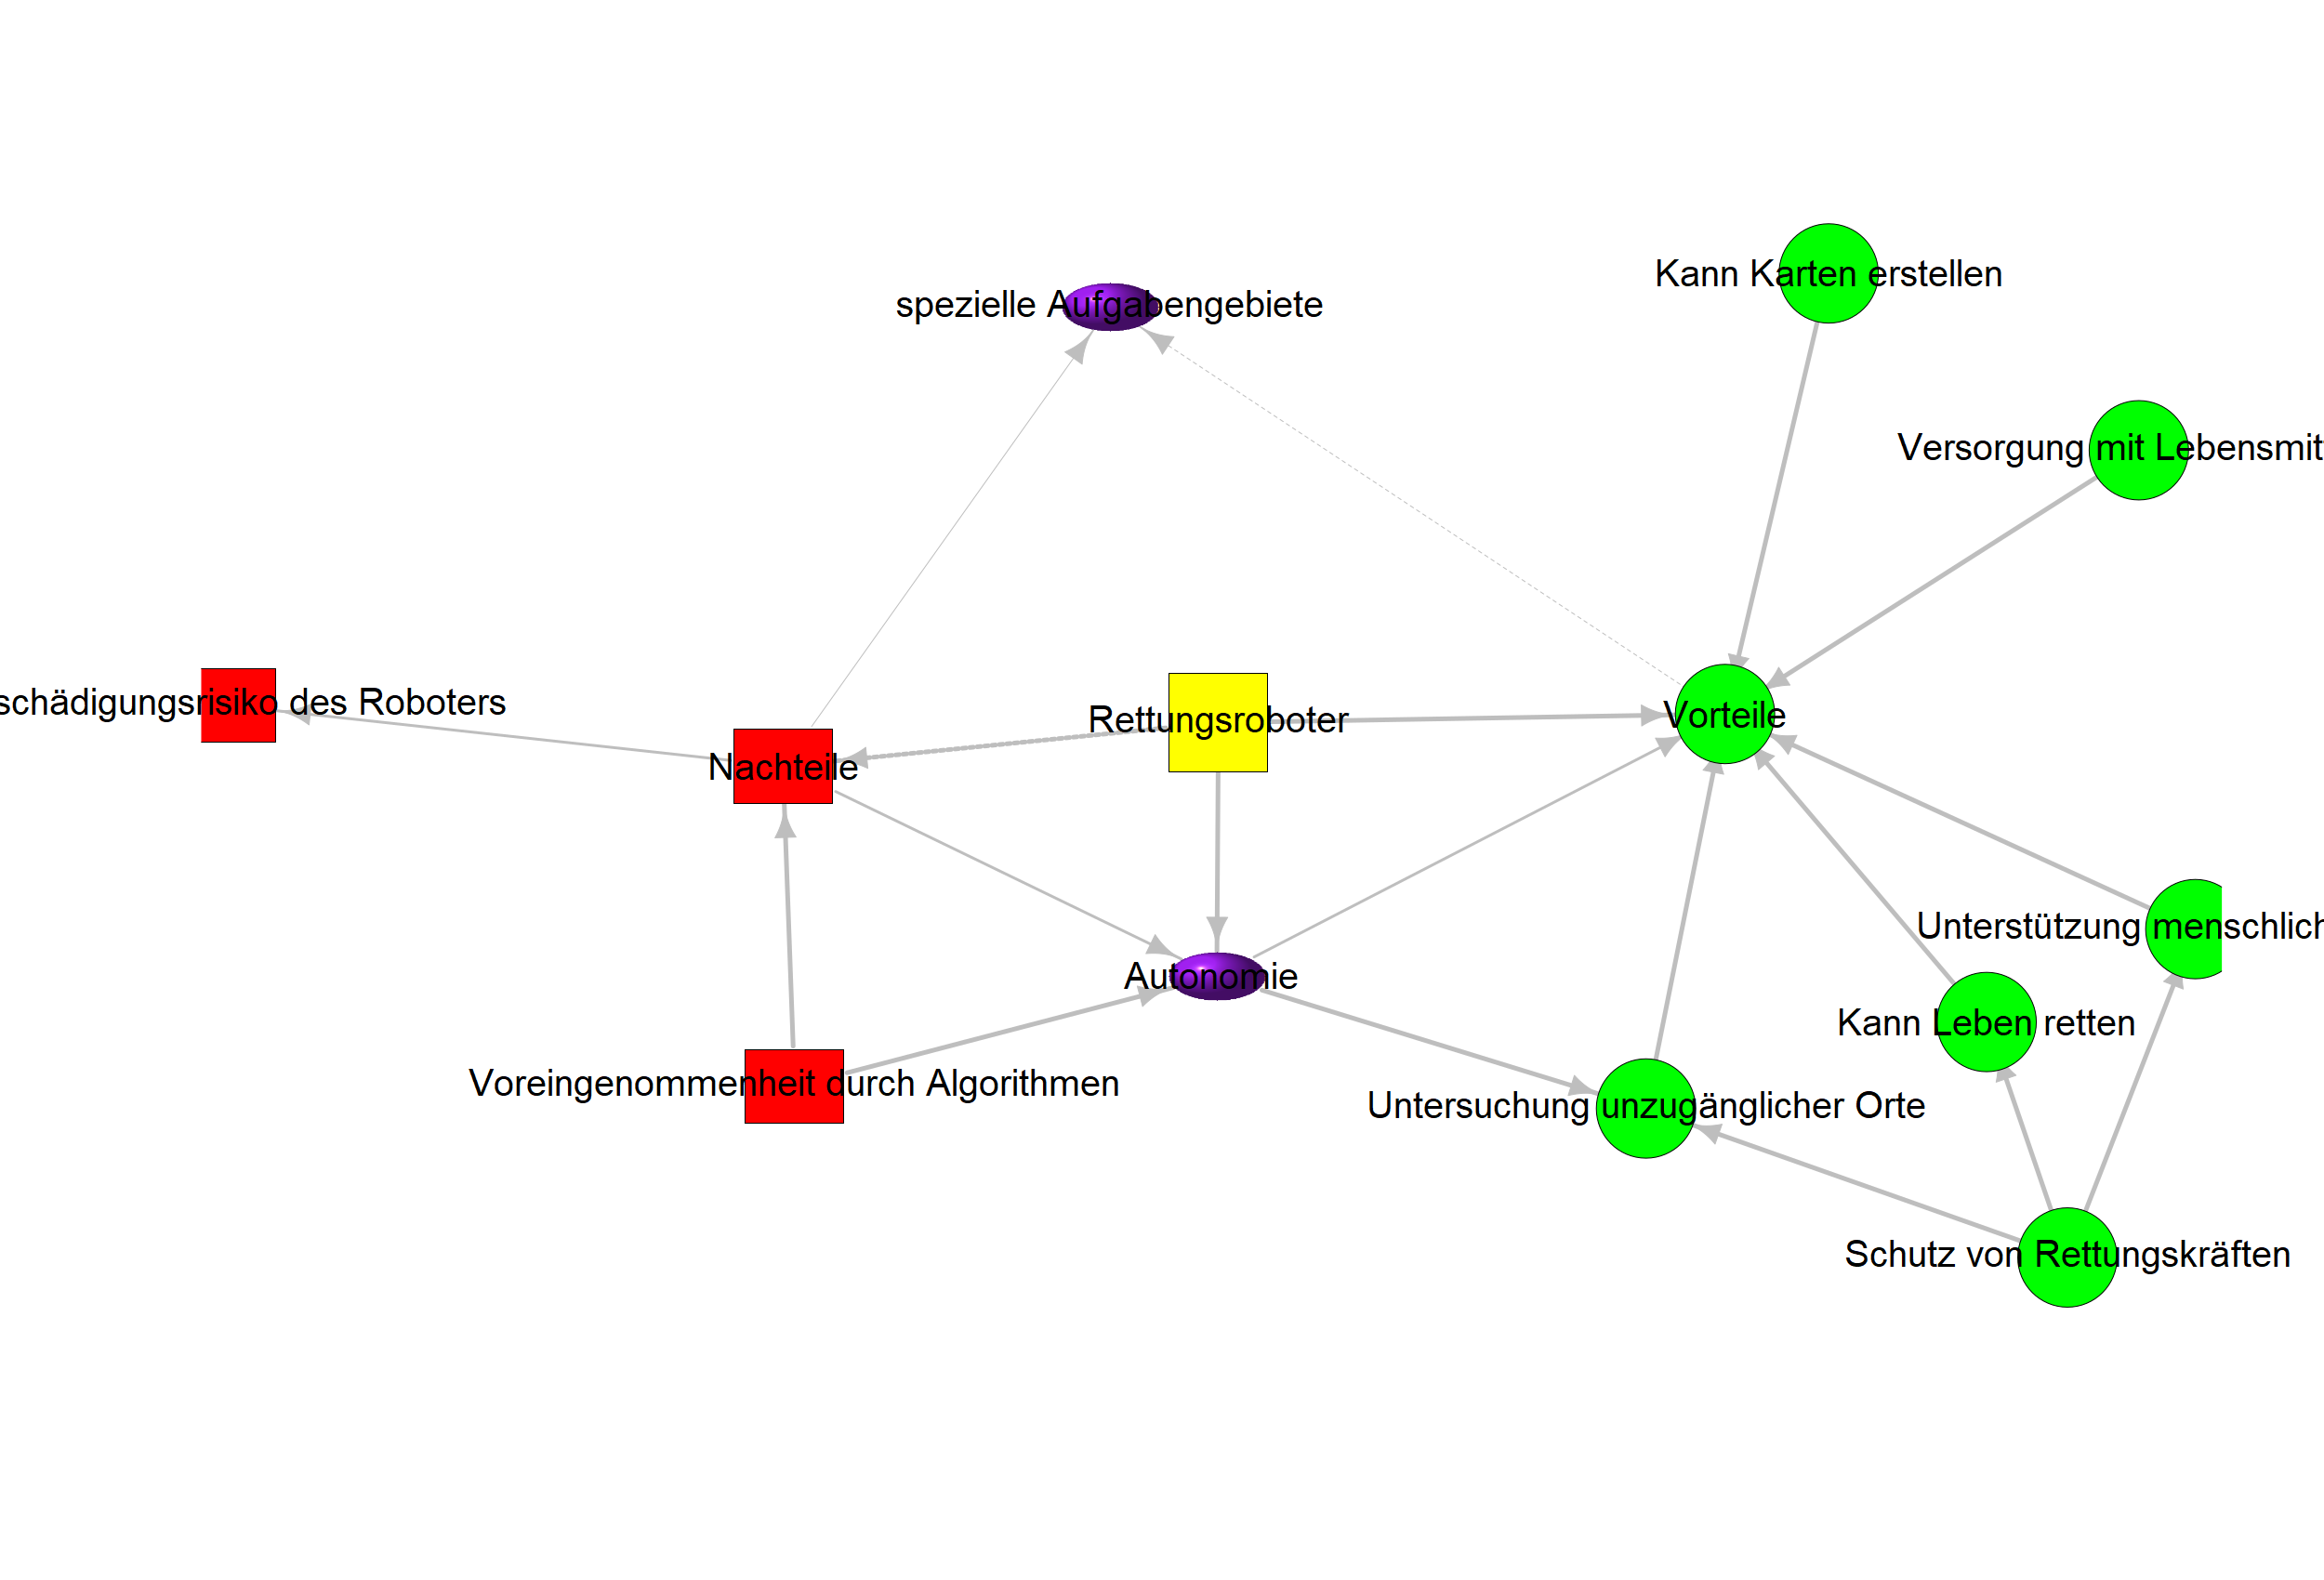 Kann Karten erstellen
spezielle Aufgabengebiete
Versorgung mit Lebensmit
schädigungsrisiko des Roboters
Rettungsroboter
Vorteile
Nachteile
Unterstützung menschlich
Autonomie
Kann Leben retten
Voreingenommenheit durch Algorithmen
Untersuchung unzugänglicher Orte
Schutz von Rettungskräften